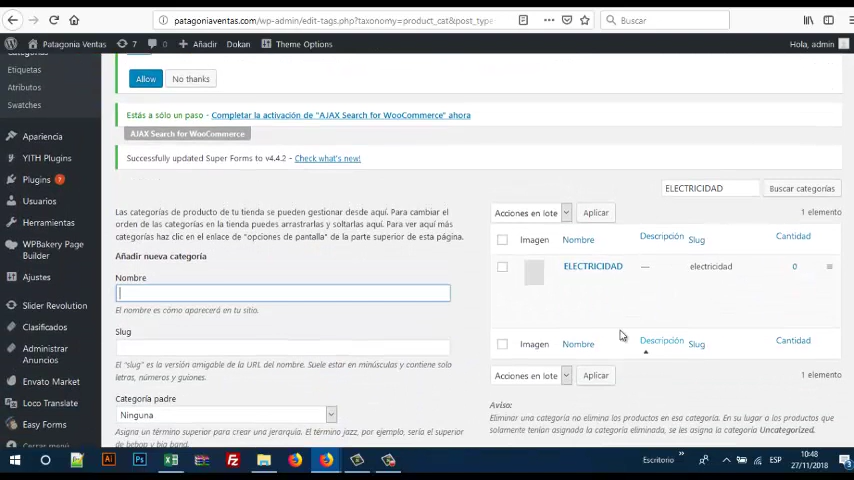 patagoniaventas.com/wp-admin/edit-tags.php?taxonomy=product_cat&post_type
Buscar
Patagonia Ventas
7
0
Añadir
Dokan
Theme Options
Hola, admin
Categorías
Etiquetas
Atributos
Swatches
Apariencia
YITH Plugins
Plugins
Usuarios
Herramientas
WPBakery Page
Builder
Ajustes
Slider Revolution
Clasificados
Administrar
Anuncios
Envato Market
Loco Translate
Easy Forms
Cerrar menú
Allow
No thanks
Estás a sólo un paso - Completar la activación de "AJAX Search for WooCommerce" ahora
AJAX Search for WooCommerce
Successfully updated Super Forms to v4.4.2 - Check what's new!
Las categorías de producto de tu tienda se pueden gestionar desde aquí. Para cambiar el
orden de las categorías en la tienda puedes arrastrarlas y soltarlas aquí. Para ver aquí más
categorías haz clic en el enlace de "opciones de pantalla" de la parte superior de esta página.
Añadir nueva categoría
Nombre
El nombre es cómo aparecerá en tu sitio.
Slug
El "slug" es la versión amigable de la URL del nombre. Suele estar en minúsculas y contiene solo
letras, números y guiones.
Categoría padre
Ninguna
Asigna un término superior para crear una jerarquía. El término jazz, por ejemplo, sería el superior
de bebop y big band.
ELECTRICIDAD
Buscar categorías
Acciones en lote
Aplicar
1 elemento
Imagen
Nombre
Descripción
Slug
Cantidad
ELECTRICIDAD
—
electricidad
0
Imagen
Nombre
Descripción
Slug
Cantidad
Acciones en lote
Aplicar
1 elemento
Aviso:
Eliminar una categoría no elimina los productos en esa categoría. En su lugar a los productos que
solamente tenían asignada la categoría eliminada, se les asigna la categoría Uncategorized.
Escritorio
ESP
10:48
27/11/2018